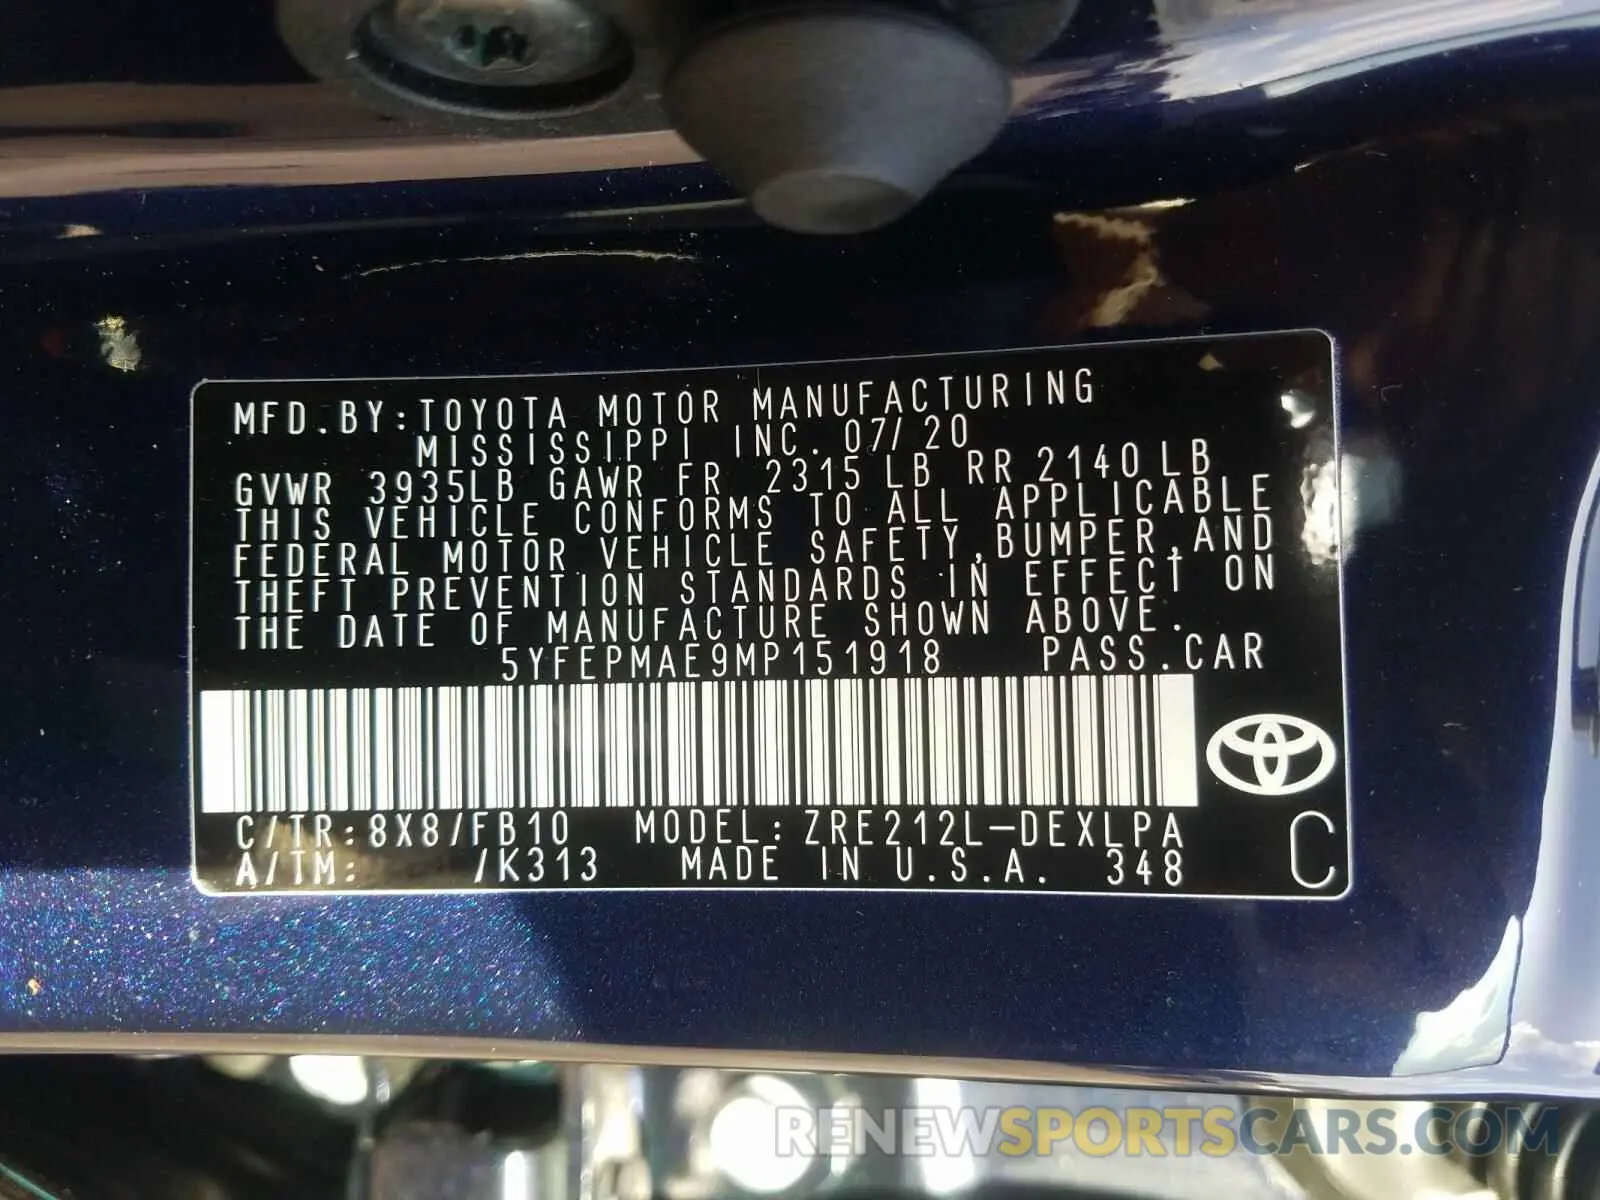 MFD.BY:TOYOTA MOTOR MANUFACTURING
MISSISSIPPI INC. 07/20
GVWR 3935LB GAWR FR 2315LB RR 2140LB
THIS VEHICLE CONFORMS TO ALL APPLICABLE
FEDERAL MOTOR VEHICLE SAFETY,BUMPER,AND
THEFT PREVENTION STANDARDS IN EFFECT ON
THE DATE OF MANUFACTURE SHOWN ABOVE.
5YFEPMAE9MP151918 PASS.CAR
C/TR:8X8/FB10 MODEL:ZRE212L-DEXLPA
A/TM: /K313 MADE IN U.S.A. 348
C
RENEWSPORTSCARS.COM